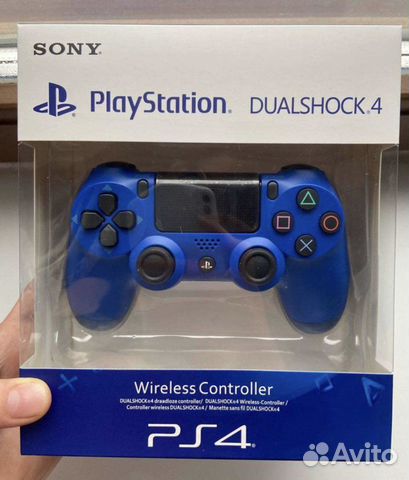 SONY
PlayStation DUALSHOCK®4
Wireless Controller
DUALSHOCK®4 draadloze controller/ DUALSHOCK®4 Wireless-Controller /
Controller wireless DUALSHOCK®4 / Manette sans fil DUALSHOCK®4
PS4
Avito